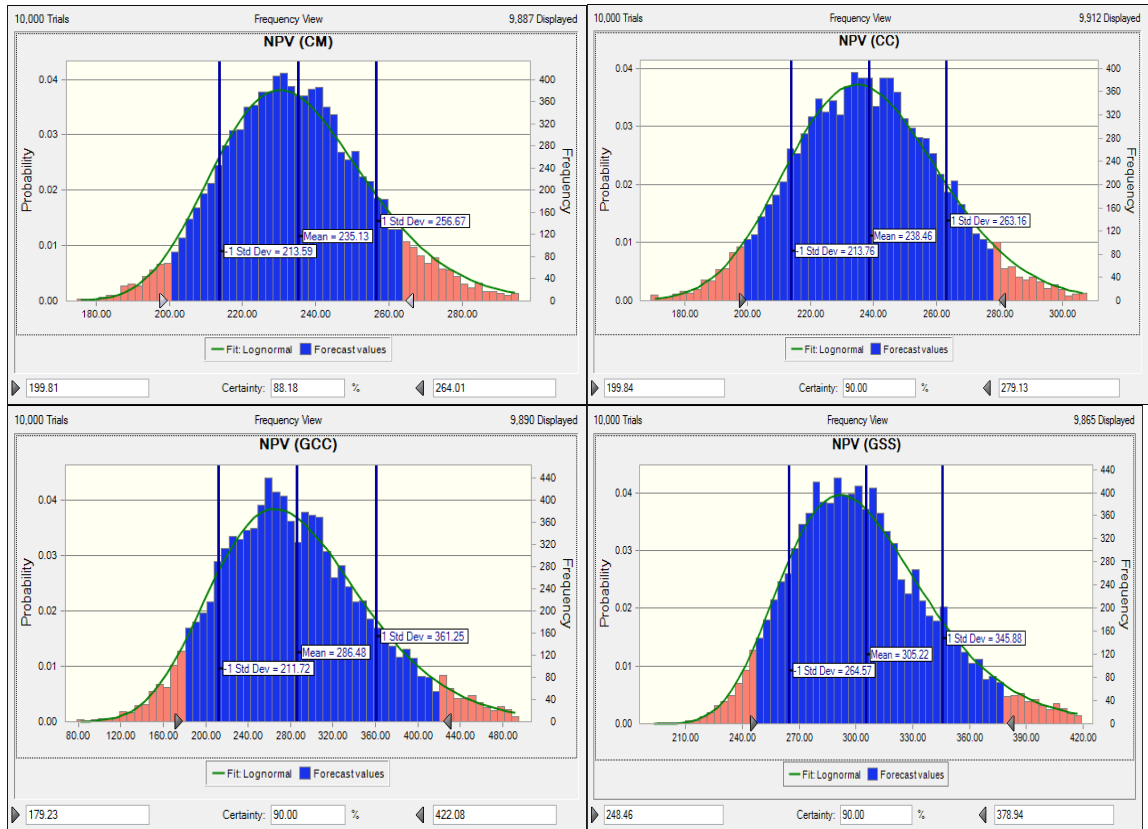 10,000 Trials Frequency View 9,887 Displayed
NPV (CM)
0.04 400
360
320
0.03 280
240
0.02 200
160
0.01 120
80
40
0.00 0
Probability
Frequency
1 Std Dev = 256.67
Mean = 235.13
-1 Std Dev = 213.59
180.00 200.00 220.00 240.00 260.00 280.00
Fit: Lognormal Forecast values
199.81 Certainty: 88.18 % 264.01
10,000 Trials Frequency View 9,912 Displayed
NPV (CC)
0.04 400
360
320
0.03 280
240
0.02 200
160
0.01 120
80
40
0.00 0
Probability
Frequency
1 Std Dev = 263.16
Mean = 238.46
-1 Std Dev = 213.76
180.00 200.00 220.00 240.00 260.00 280.00 300.00
Fit: Lognormal Forecast values
199.84 Certainty: 90.00 % 279.13
10,000 Trials Frequency View 9,890 Displayed
NPV (GCC)
440
0.04 400
360
320
0.03 280
240
0.02 200
160
0.01 120
80
40
0.00 0
Probability
Frequency
1 Std Dev = 361.25
Mean = 286.48
-1 Std Dev = 211.72
80.00 120.00 160.00 200.00 240.00 280.00 320.00 360.00 400.00 440.00 480.00
Fit: Lognormal Forecast values
179.23 Certainty: 90.00 % 422.08
10,000 Trials Frequency View 9,865 Displayed
NPV (GSS)
440
0.04 400
360
320
0.03 280
240
0.02 200
160
0.01 120
80
40
0.00 0
Probability
Frequency
1 Std Dev = 345.88
Mean = 305.22
-1 Std Dev = 264.57
210.00 240.00 270.00 300.00 330.00 360.00 390.00 420.00
Fit: Lognormal Forecast values
248.46 Certainty: 90.00 % 378.94